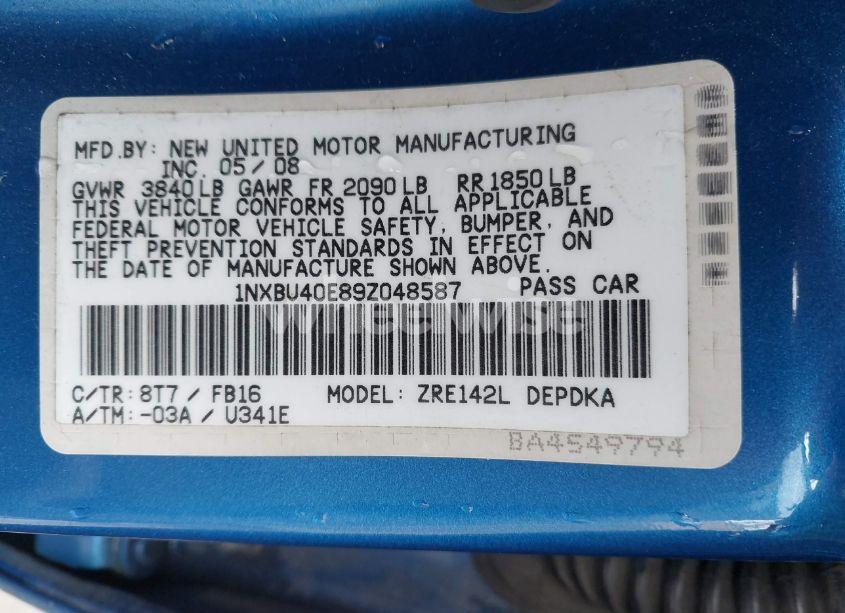 MFD.BY: NEW UNITED MOTOR MANUFACTURING
INC. 05/08
GVWR 3840LB GAWR FR 2090LB RR 1850LB
THIS VEHICLE CONFORMS TO ALL APPLICABLE
FEDERAL MOTOR VEHICLE SAFETY, BUMPER, AND
THEFT PREVENTION STANDARDS IN EFFECT ON
THE DATE OF MANUFACTURE SHOWN ABOVE.
1NXBU40E89Z048587 PASS CAR
C/TR: 8T7 / FB16 MODEL: ZRE142L DEPDKA
A/TM: -03A / U341E
BA4549794